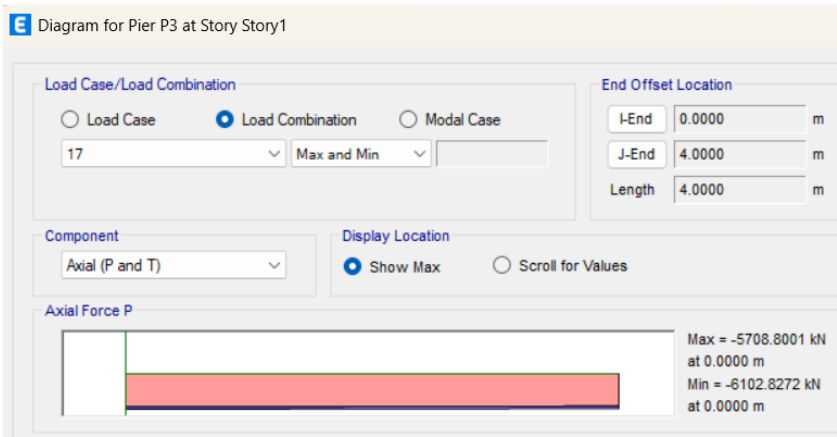 E Diagram for Pier P3 at Story Story1
Load Case/Load Combination
Load Case Load Combination Modal Case
17 Max and Min
End Offset Location
I-End 0.0000 m
J-End 4.0000 m
Length 4.0000 m
Component
Axial (P and T)
Display Location
Show Max Scroll for Values
Axial Force P
Max = -5708.8001 kN
at 0.0000 m
Min = -6102.8272 kN
at 0.0000 m